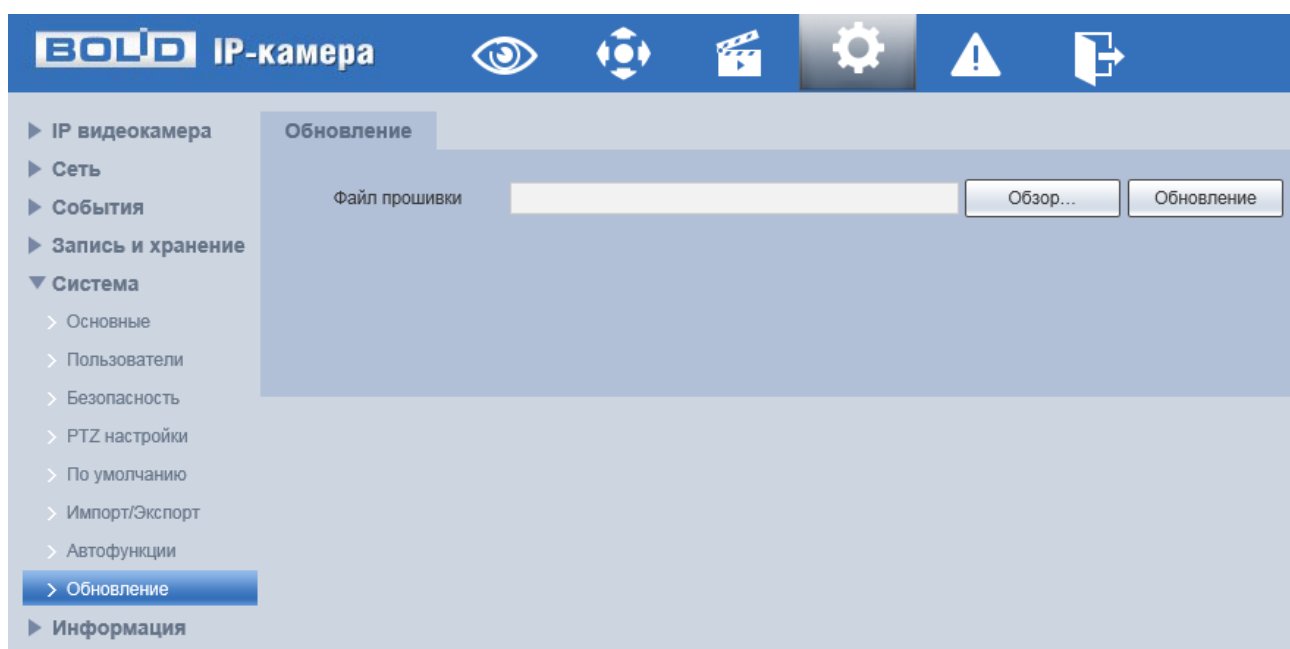 BOLID IP-камера
IP видеокамера
Сеть
События
Запись и хранение
Система
Основные
Пользователи
Безопасность
PTZ настройки
По умолчанию
Импорт/Экспорт
Автофункции
Обновление
Информация
Обновление
Файл прошивки Обзор... Обновление